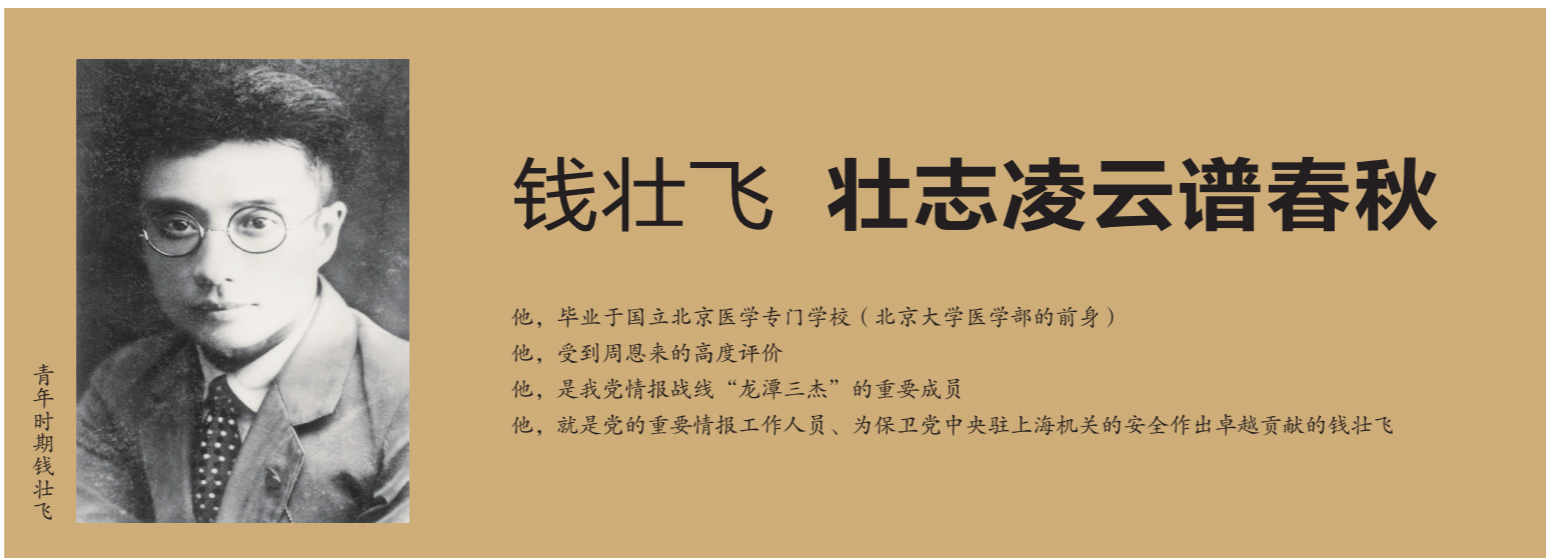 钱壮飞 壮志凌云谱春秋
他，毕业于国立北京医学专门学校（北京大学医学部的前身）
他，受到周恩来的高度评价
他，是我党情报战线“龙潭三杰”的重要成员
他，就是党的重要情报工作人员、为保卫党中央驻上海机关的安全作出卓越贡献的钱壮飞
青年时期钱壮飞